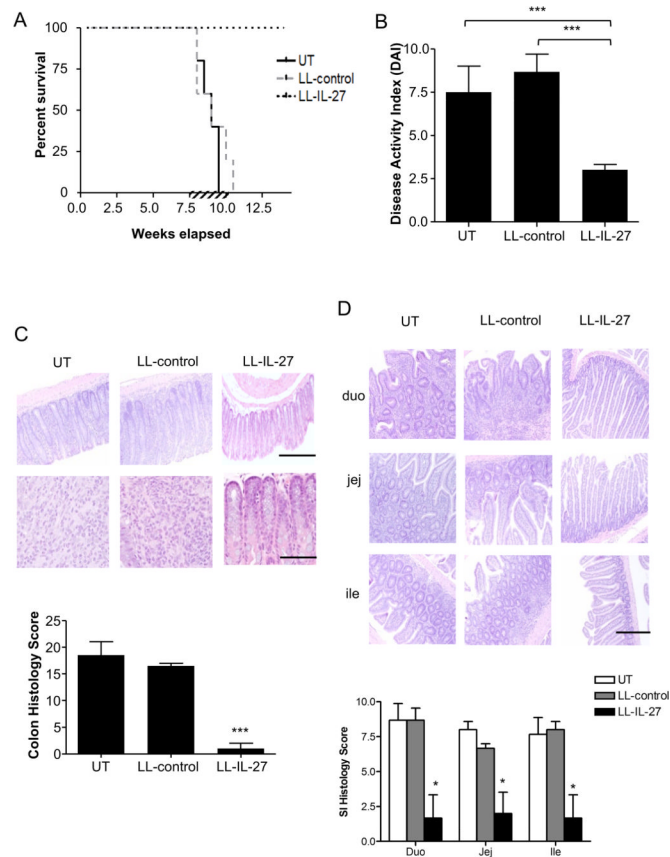 A
Percent survival
100
75
50
25
0
0.0 2.5 5.0 7.5 10.0 12.5
Weeks elapsed
UT
LL-control
LL-IL-27
B
***
***
Disease Activity Index (DAI)
10.0
7.5
5.0
2.5
0.0
UT LL-control LL-IL-27
C
UT LL-control LL-IL-27
Colon Histology Score
25
20
15
10
5
0
***
UT LL-control LL-IL-27
D
UT LL-control LL-IL-27
duo
jej
ile
UT
LL-control
LL-IL-27
SI Histology Score
10.0
7.5
5.0
2.5
0.0
* * *
Duo Jej Ile